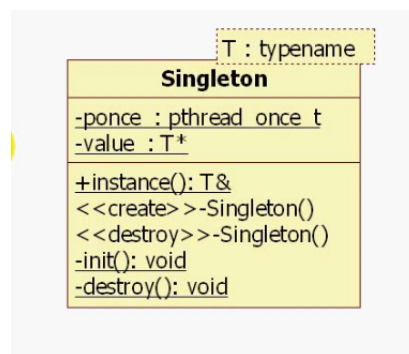 T : typename
Singleton
-ponce : pthread_once_t
-value : T*
+instance(): T&
<<create>>-Singleton()
<<destroy>>-Singleton()
-init(): void
-destroy(): void